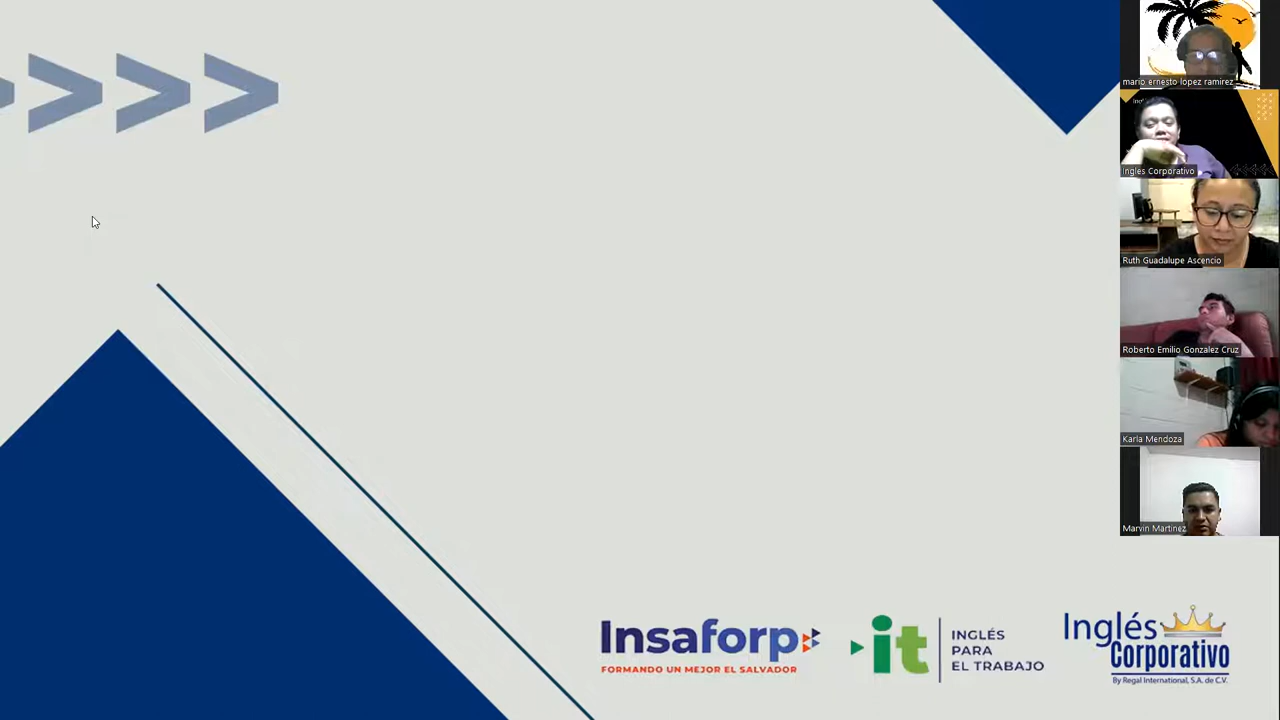 mario ernesto lopez ramirez
Inglés Corporativo
Ruth Guadalupe Ascencio
Roberto Emilio Gonzalez Cruz
Karla Mendoza
Marvin Martinez
Insaforp
FORMANDO UN MEJOR EL SALVADOR
it
INGLÉS
PARA
EL TRABAJO
Inglés
Corporativo
By Regal International, S.A. de C.V.